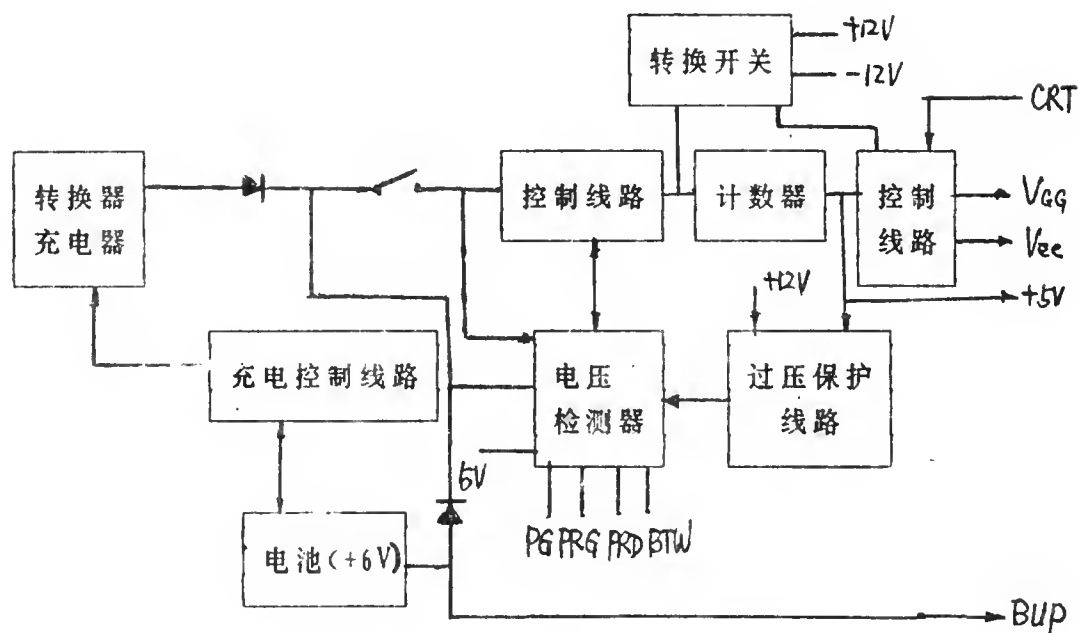 +12V
转换开关
-12V
CRT
转换器
充电器
控制线路
计数器
控制
线路
VGG
Vee
+5V
+12V
充电控制线路
电压
检测器
过压保护
线路
6V
PG PRG PRD BTW
电池(+6V)
BUP